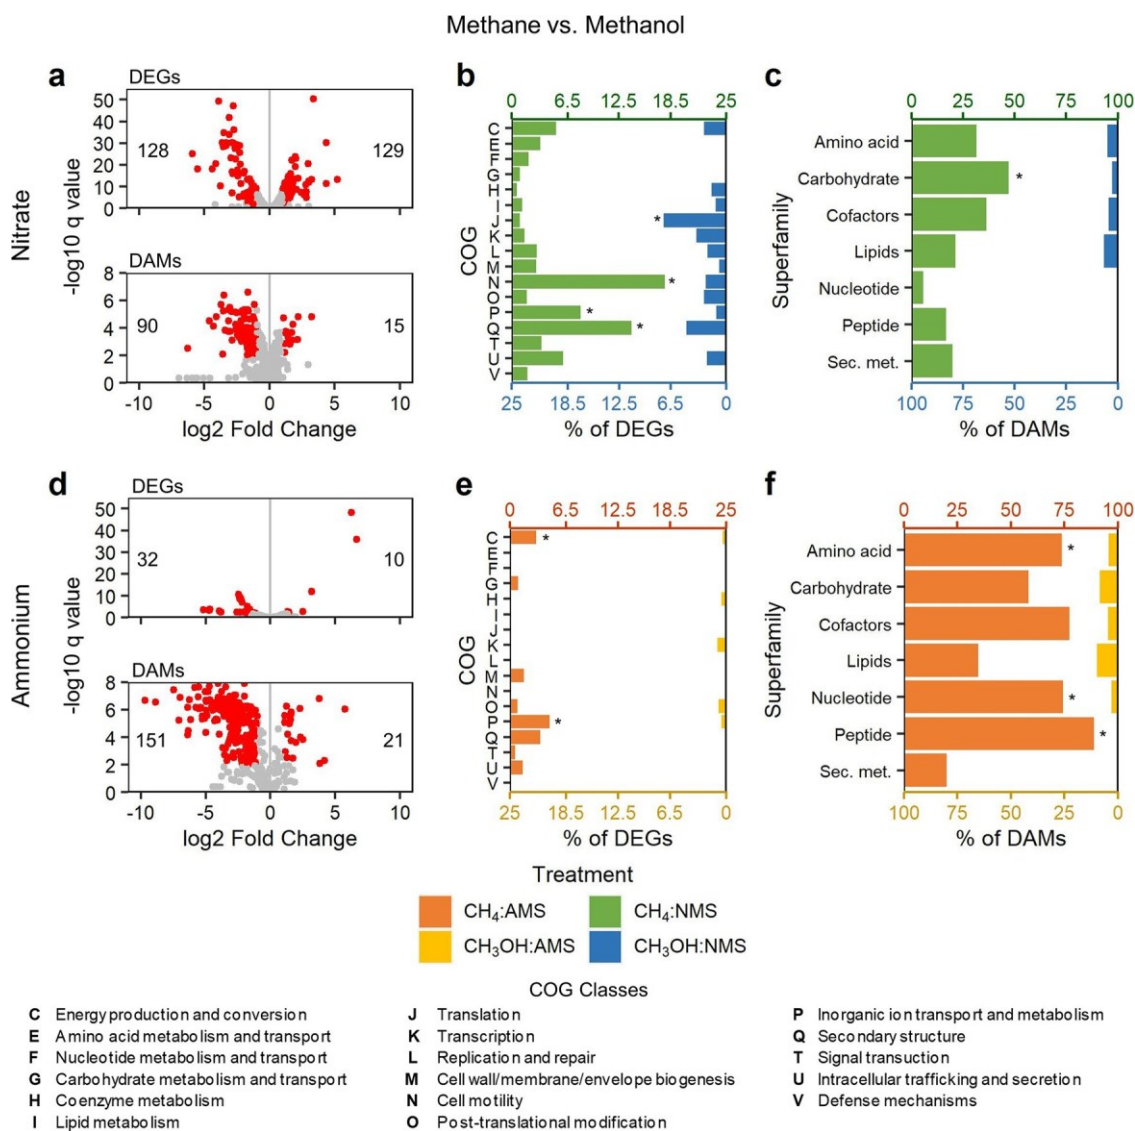 Methane vs. Methanol
a
DEGs
Nitrate
-log10 q value
50
40
30
20
10
0
128
129
DAMs
8
6
4
2
0
90
15
-10 -5 0 5 10
log2 Fold Change
b
0 6.5 12.5 18.5 25
COG
C
E
F
G
H
I
J *
K
L
M
N *
O
P *
Q *
T
U
V
25 18.5 12.5 6.5 0
% of DEGs
c
0 25 50 75 100
Superfamily
Amino acid
Carbohydrate *
Cofactors
Lipids
Nucleotide
Peptide
Sec. met.
100 75 50 25 0
% of DAMs
d
DEGs
Ammonium
-log10 q value
50
40
30
20
10
0
32
10
DAMs
8
6
4
2
0
151
21
-10 -5 0 5 10
log2 Fold Change
e
0 6.5 12.5 18.5 25
COG
C *
E
F
G
H
I
J
K
L
M
N
O
P *
Q
T
U
V
25 18.5 12.5 6.5 0
% of DEGs
f
0 25 50 75 100
Superfamily
Amino acid *
Carbohydrate
Cofactors
Lipids
Nucleotide *
Peptide *
Sec. met.
100 75 50 25 0
% of DAMs
Treatment
CH₄:AMS
CH₄:NMS
CH₃OH:AMS
CH₃OH:NMS
COG Classes
C Energy production and conversion
E Amino acid metabolism and transport
F Nucleotide metabolism and transport
G Carbohydrate metabolism and transport
H Coenzyme metabolism
I Lipid metabolism
J Translation
K Transcription
L Replication and repair
M Cell wall/membrane/envelope biogenesis
N Cell motility
O Post-translational modification
P Inorganic ion transport and metabolism
Q Secondary structure
T Signal transuction
U Intracellular trafficking and secretion
V Defense mechanisms